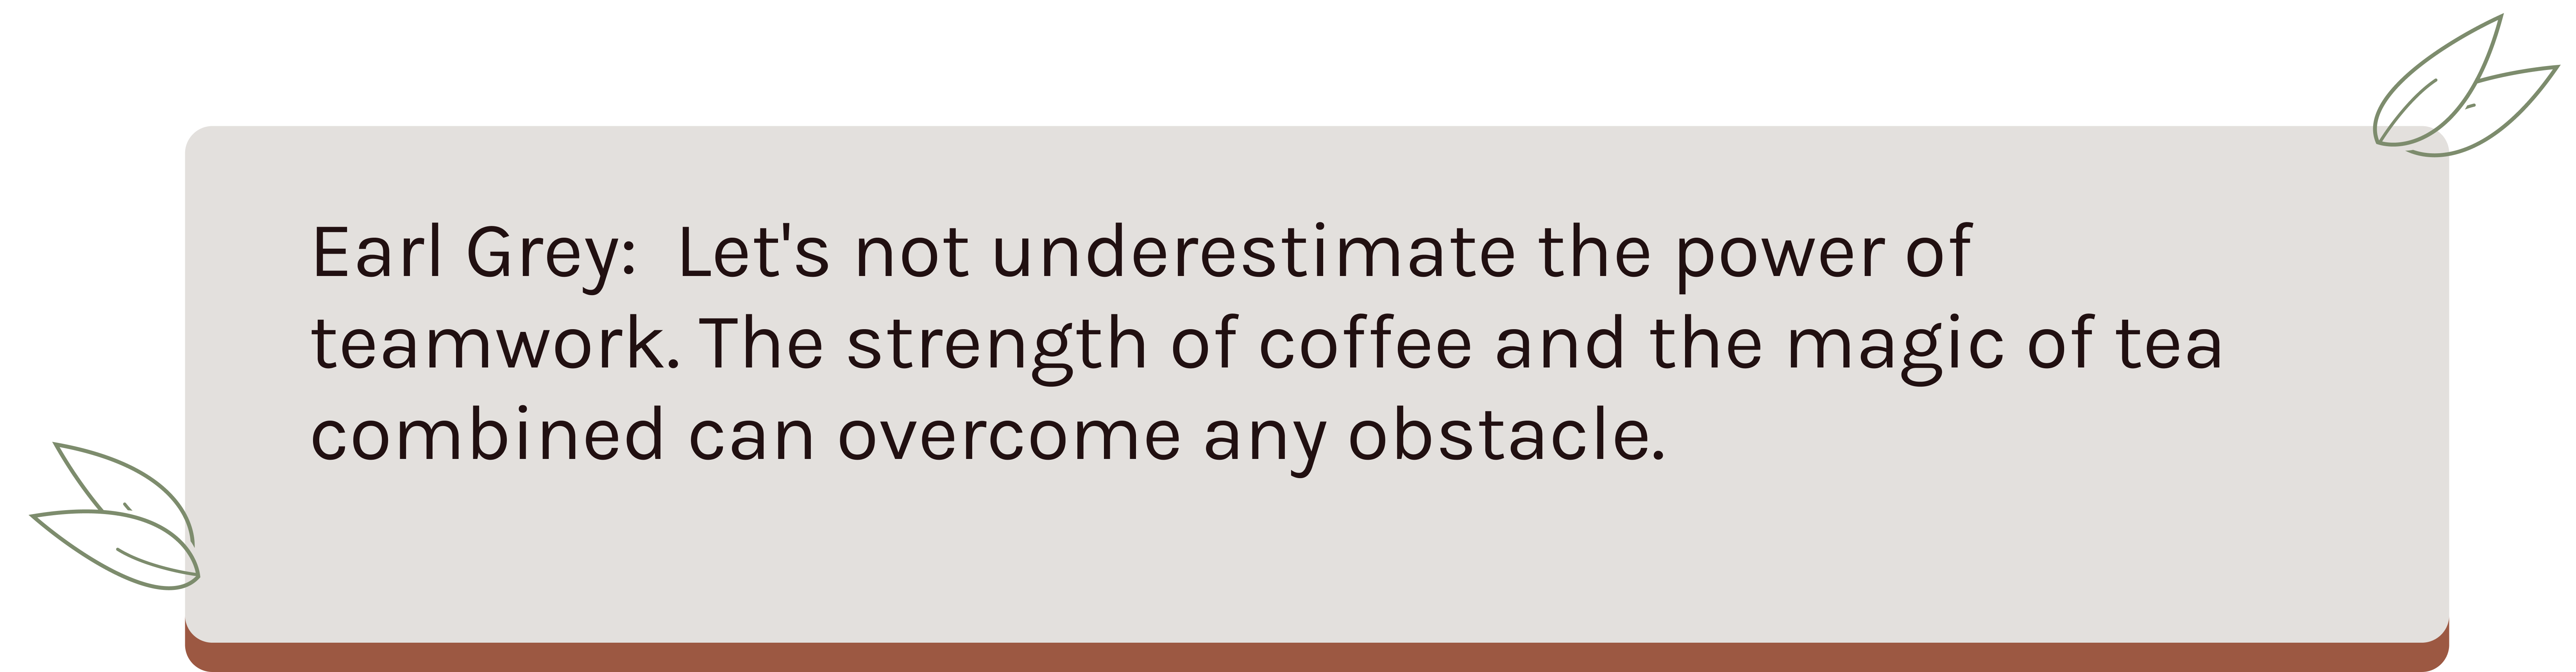 Earl Grey:  Let's not underestimate the power of
teamwork. The strength of coffee and the magic of tea
combined can overcome any obstacle.